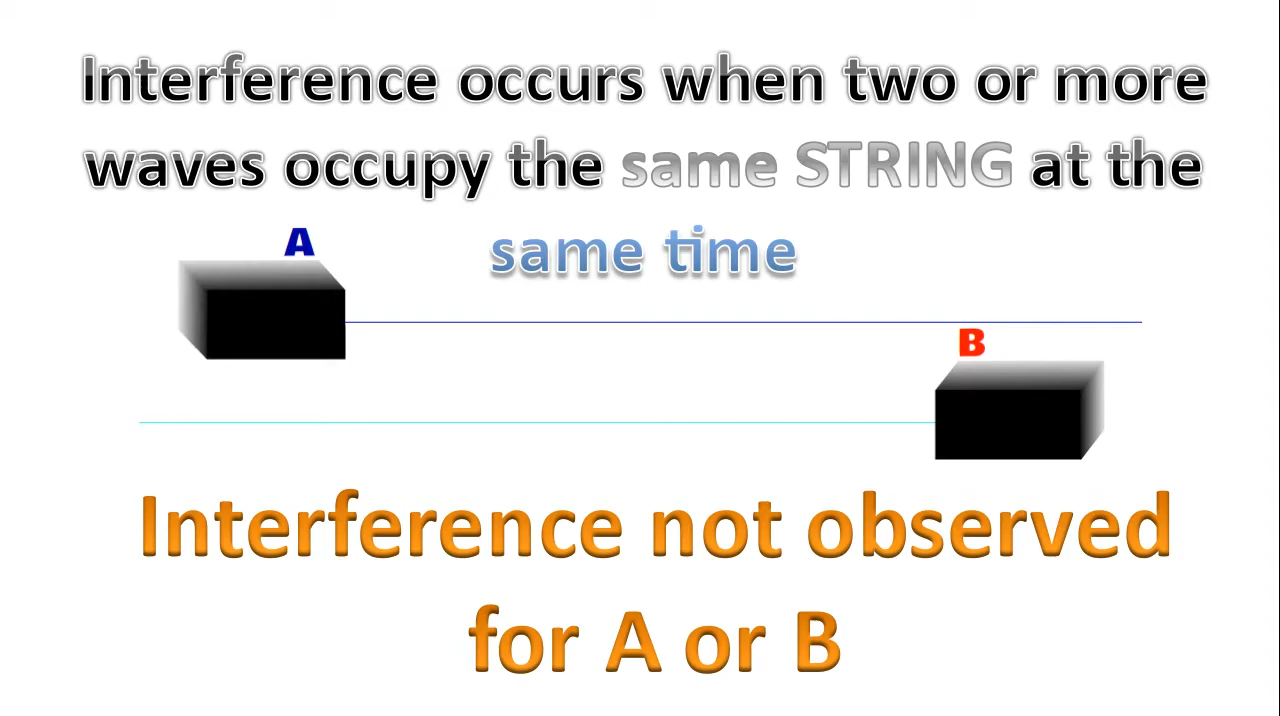 Interference occurs when two or more
waves occupy the same STRING at the
same time
A
B
Interference not observed
for A or B